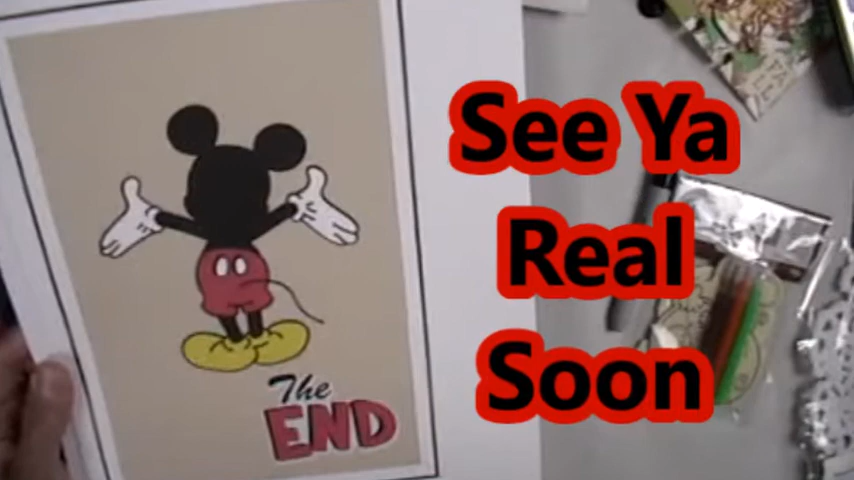 The
END
See Ya
Real
Soon